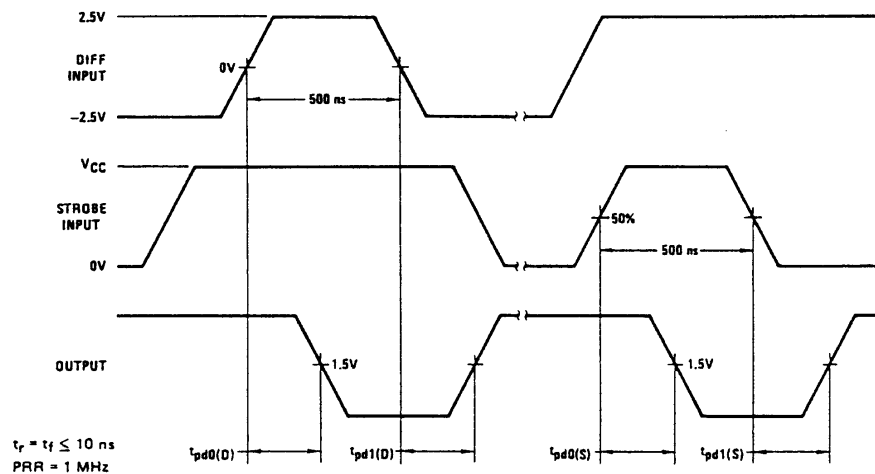 2.5V
DIFF
INPUT
0V
500 ns
−2.5V
VCC
STROBE
INPUT
50%
500 ns
0V
OUTPUT
1.5V
1.5V
tr = tf ≤ 10 ns
PRR = 1 MHz
tpd0(D)
tpd1(D)
tpd0(S)
tpd1(S)